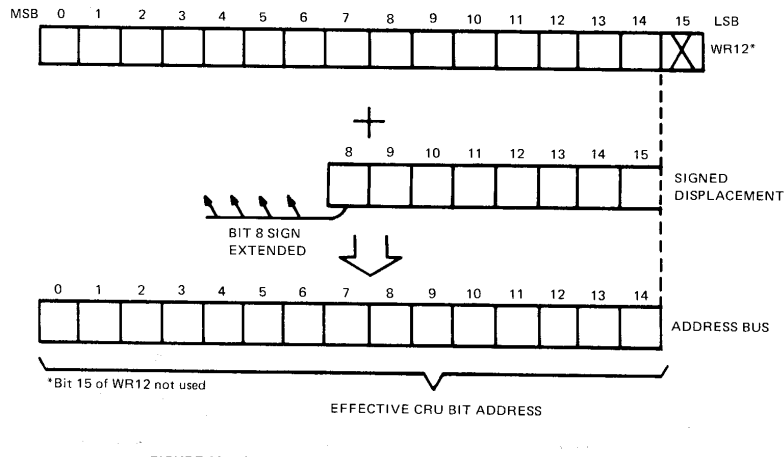 MSB 0 1 2 3 4 5 6 7 8 9 10 11 12 13 14 15 LSB
WR12*
8 9 10 11 12 13 14 15
SIGNED
DISPLACEMENT
BIT 8 SIGN
EXTENDED
0 1 2 3 4 5 6 7 8 9 10 11 12 13 14
ADDRESS BUS
*Bit 15 of WR12 not used
EFFECTIVE CRU BIT ADDRESS